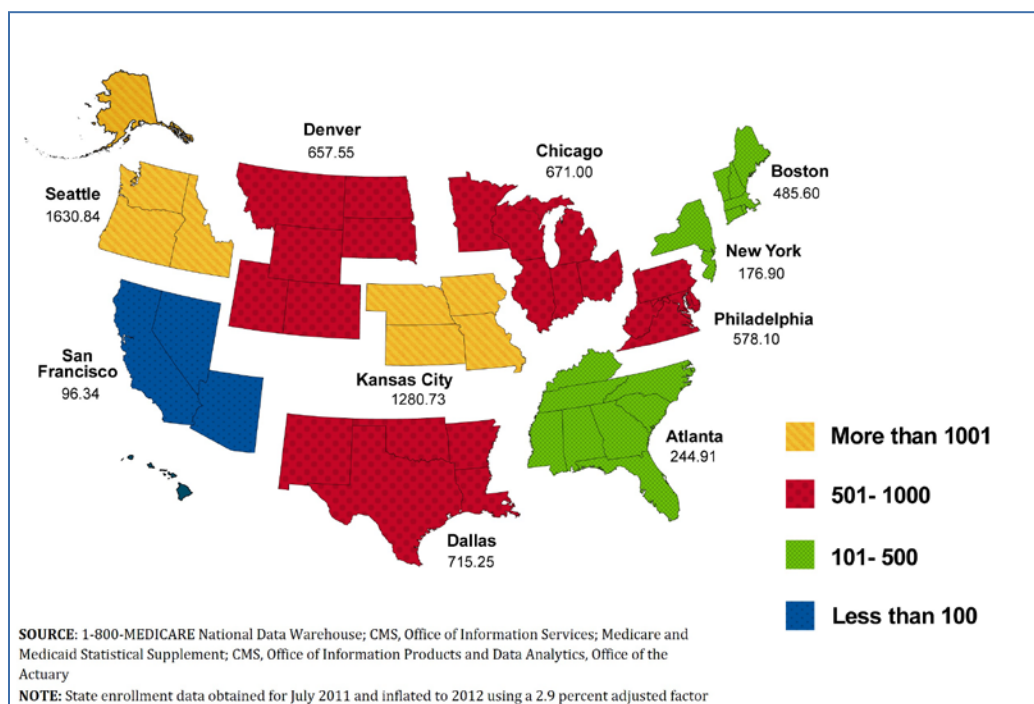 Denver
657.55
Chicago
671.00
Boston
485.60
Seattle
1630.84
New York
176.90
Philadelphia
578.10
San
Francisco
96.34
Kansas City
1280.73
Atlanta
244.91
Dallas
715.25
More than 1001
501- 1000
101- 500
Less than 100
SOURCE: 1-800-MEDICARE National Data Warehouse; CMS, Office of Information Services; Medicare and
Medicaid Statistical Supplement; CMS, Office of Information Products and Data Analytics, Office of the
Actuary
NOTE: State enrollment data obtained for July 2011 and inflated to 2012 using a 2.9 percent adjusted factor